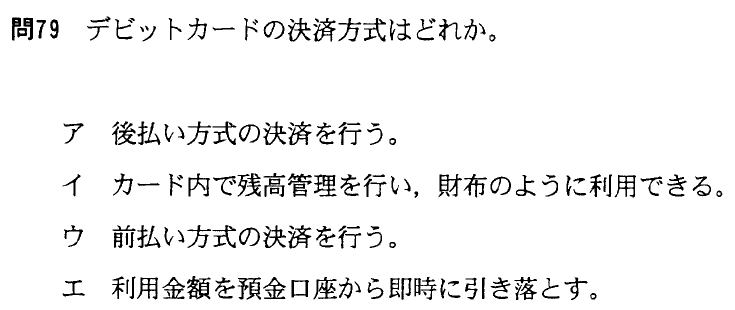 問79 デビットカードの決済方式はどれか。
ア 後払い方式の決済を行う。
イ カード内で残高管理を行い，財布のように利用できる。
ウ 前払い方式の決済を行う。
エ 利用金額を預金口座から即時に引き落とす。